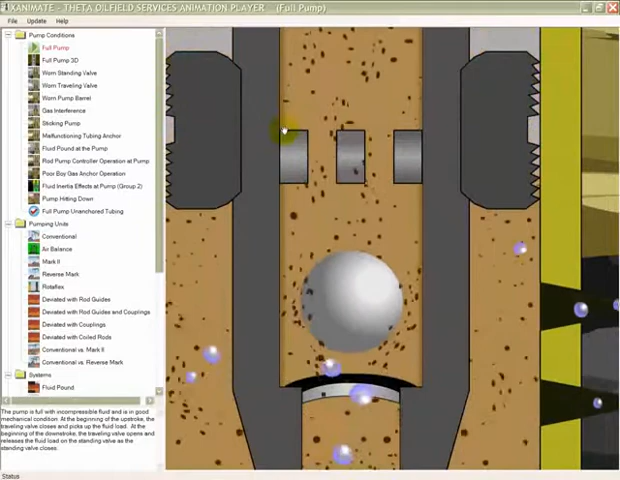 XANIMATE - THETA OILFIELD SERVICES ANIMATION PLAYER    (Full Pump)
File    Update    Help
Pump Conditions
Full Pump
Full Pump 3D
Worn Standing Valve
Worn Traveling Valve
Worn Pump Barrel
Gas Interference
Sticking Pump
Malfunctioning Tubing Anchor
Fluid Pound at the Pump
Rod Pump Controller Operation at Pump
Poor Boy Gas Anchor Operation
Fluid Inertia Effects at Pump (Group 2)
Pump Hitting Down
Full Pump Unanchored Tubing
Pumping Units
Conventional
Air Balance
Mark II
Reverse Mark
Rotaflex
Deviated with Rod Guides
Deviated with Rod Guides and Couplings
Deviated with Couplings
Deviated with Coiled Rods
Conventional vs. Mark II
Conventional vs. Reverse Mark
Systems
Fluid Pound
The pump is full with incompressible fluid and is in good
mechanical condition. At the beginning of the upstroke, the
traveling valve closes and picks up the fluid load. At the
beginning of the downstroke, the traveling valve opens and
releases the fluid load on the standing valve as the
standing valve closes.
Status